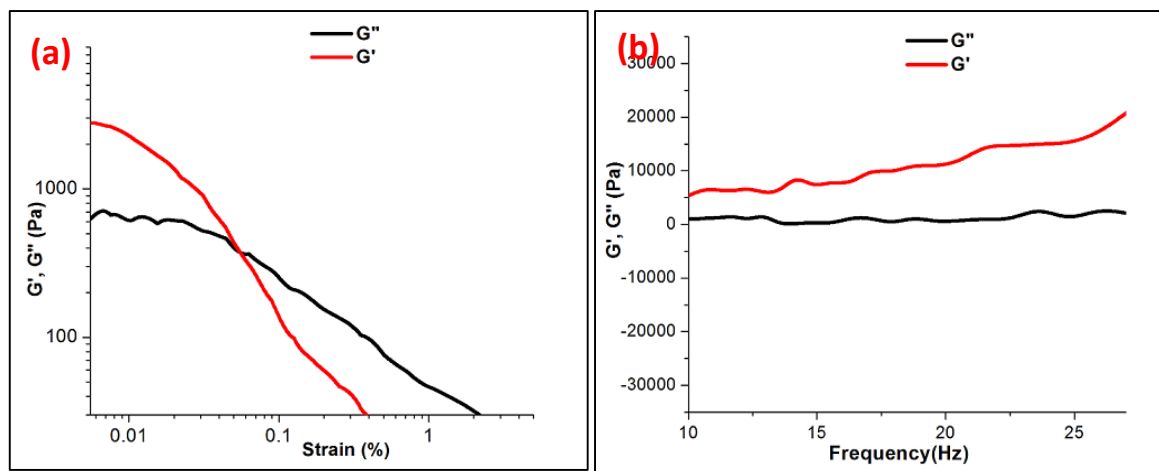 (a)
G"
G'
G', G" (Pa)
1000
100
0.01
0.1
1
Strain (%)
(b)
G"
G'
G', G" (Pa)
30000
20000
10000
0
-10000
-20000
-30000
10
15
20
25
Frequency(Hz)